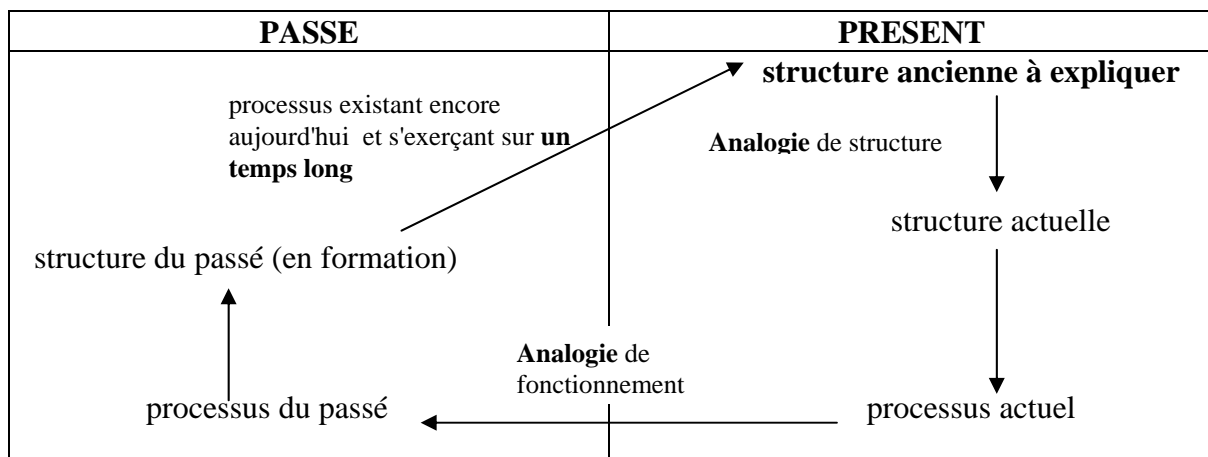 PASSE
PRESENT
structure ancienne à expliquer
processus existant encore
aujourd'hui et s'exerçant sur un
temps long
Analogie de structure
structure actuelle
structure du passé (en formation)
Analogie de
fonctionnement
processus du passé
processus actuel